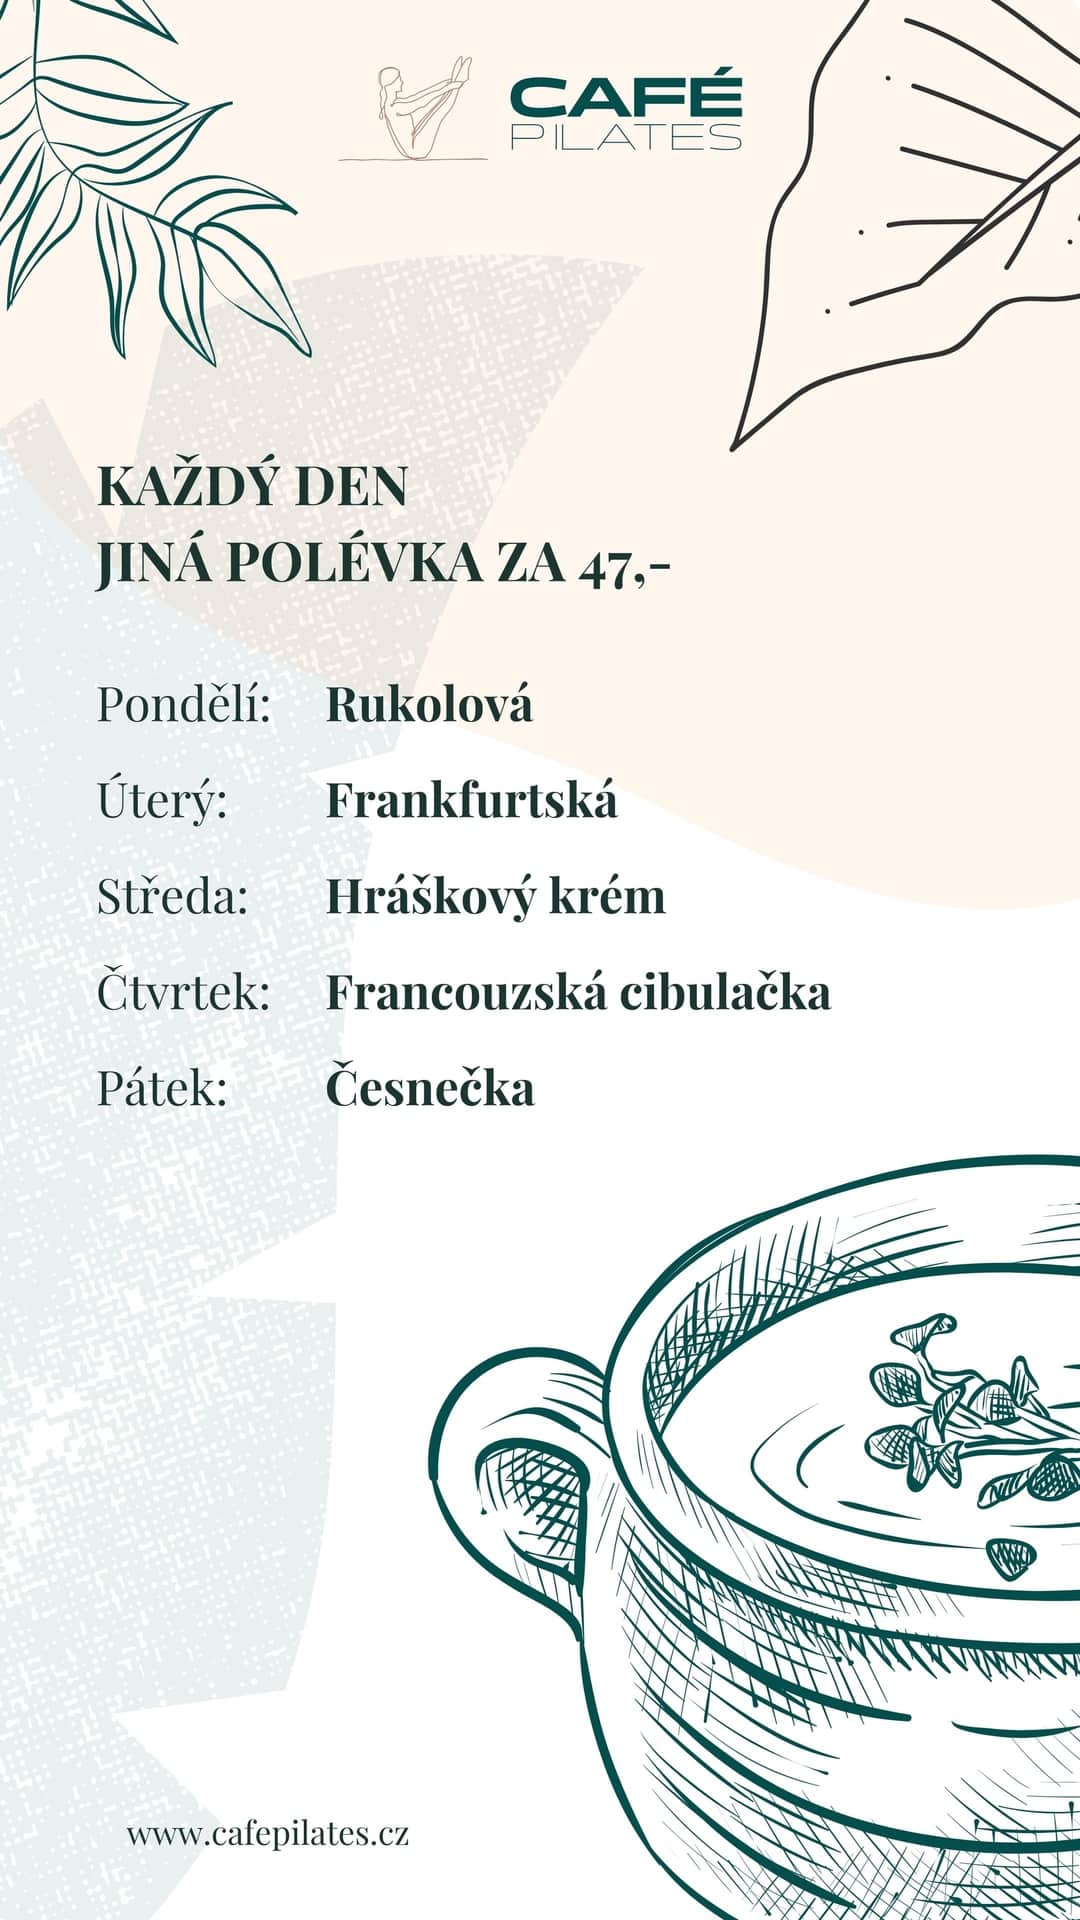 CAFÉ
PILATES
KAŽDÝ DEN
JINÁ POLÉVKA ZA 47,-
Pondělí: Rukolová
Úterý: Frankfurtská
Středa: Hráškový krém
Čtvrtek: Francouzská cibulačka
Pátek: Česnečka
www.cafepilates.cz